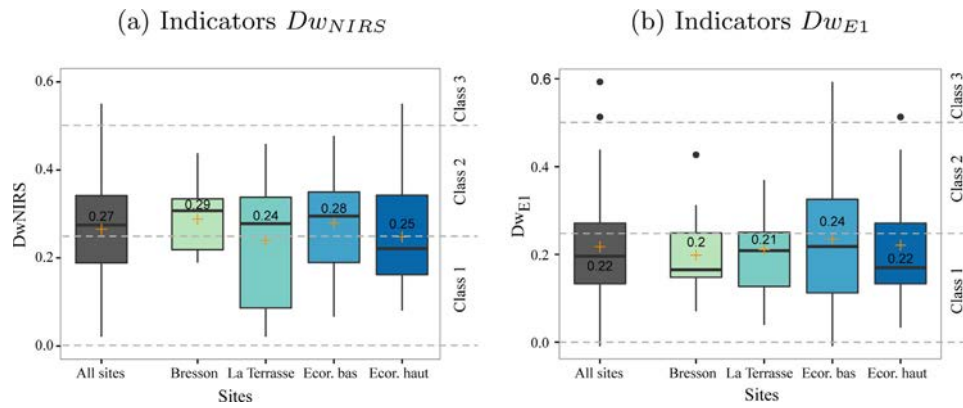 (a) Indicators Dw_NIRS
(b) Indicators Dw_E1
0.6
0.4
0.2
0.0
DwNIRS
0.27
0.29
0.24
0.28
0.25
Class 3
Class 2
Class 1
All sites Bresson La Terrasse Ecor. bas Ecor. haut
Sites
0.6
0.4
0.2
0.0
Dw_E1
0.22
0.2
0.21
0.24
0.22
Class 3
Class 2
Class 1
All sites Bresson La Terrasse Ecor. bas Ecor. haut
Sites